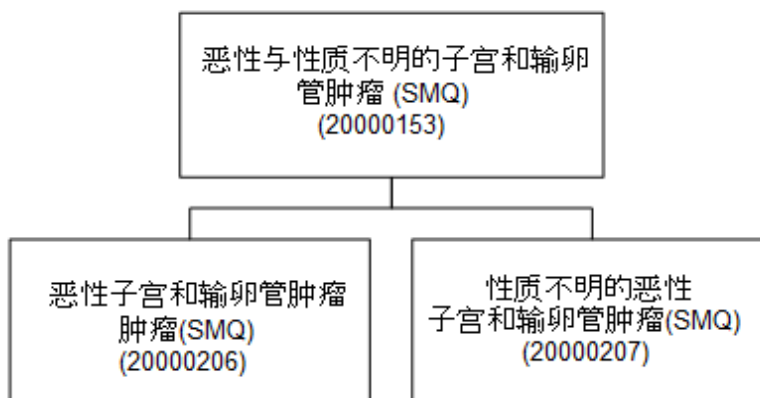 恶性与性质不明的子宫和输卵
管肿瘤 (SMQ)
(20000153)
恶性子宫和输卵管肿瘤
肿瘤(SMQ)
(20000206)
性质不明的恶性
子宫和输卵管肿瘤(SMQ)
(20000207)